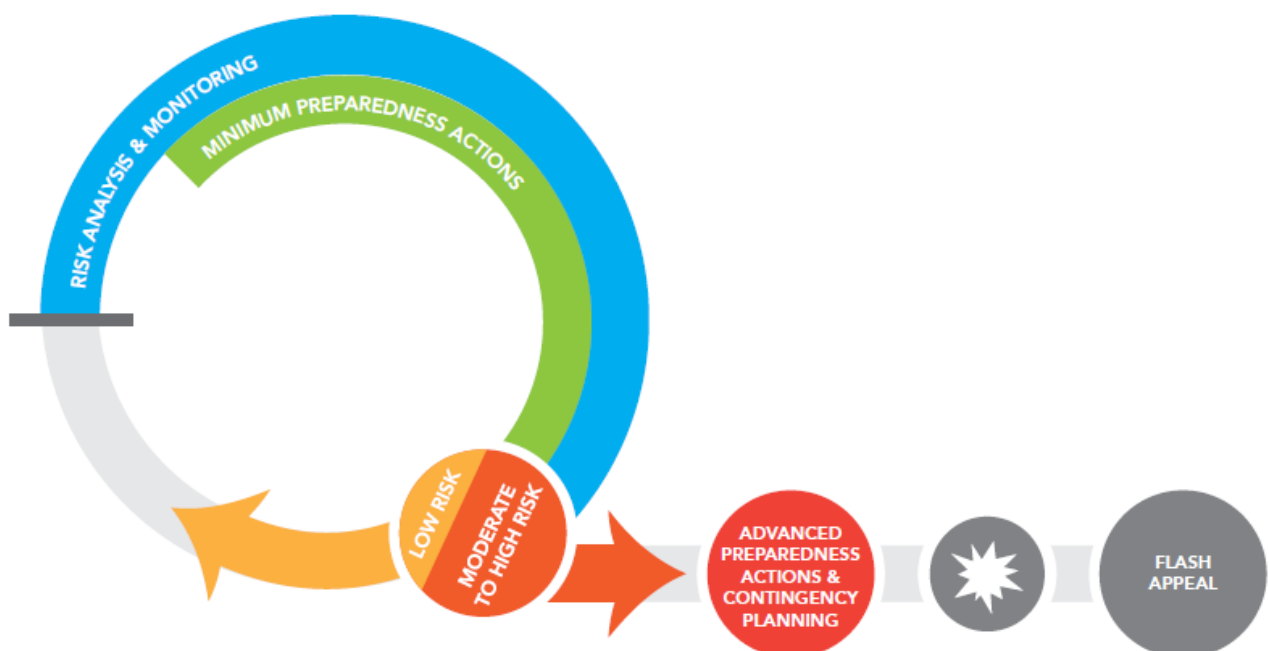 RISK ANALYSIS & MONITORING
MINIMUM PREPAREDNESS ACTIONS
LOW RISK
MODERATE
TO HIGH RISK
ADVANCED
PREPAREDNESS
ACTIONS &
CONTINGENCY
PLANNING
FLASH
APPEAL